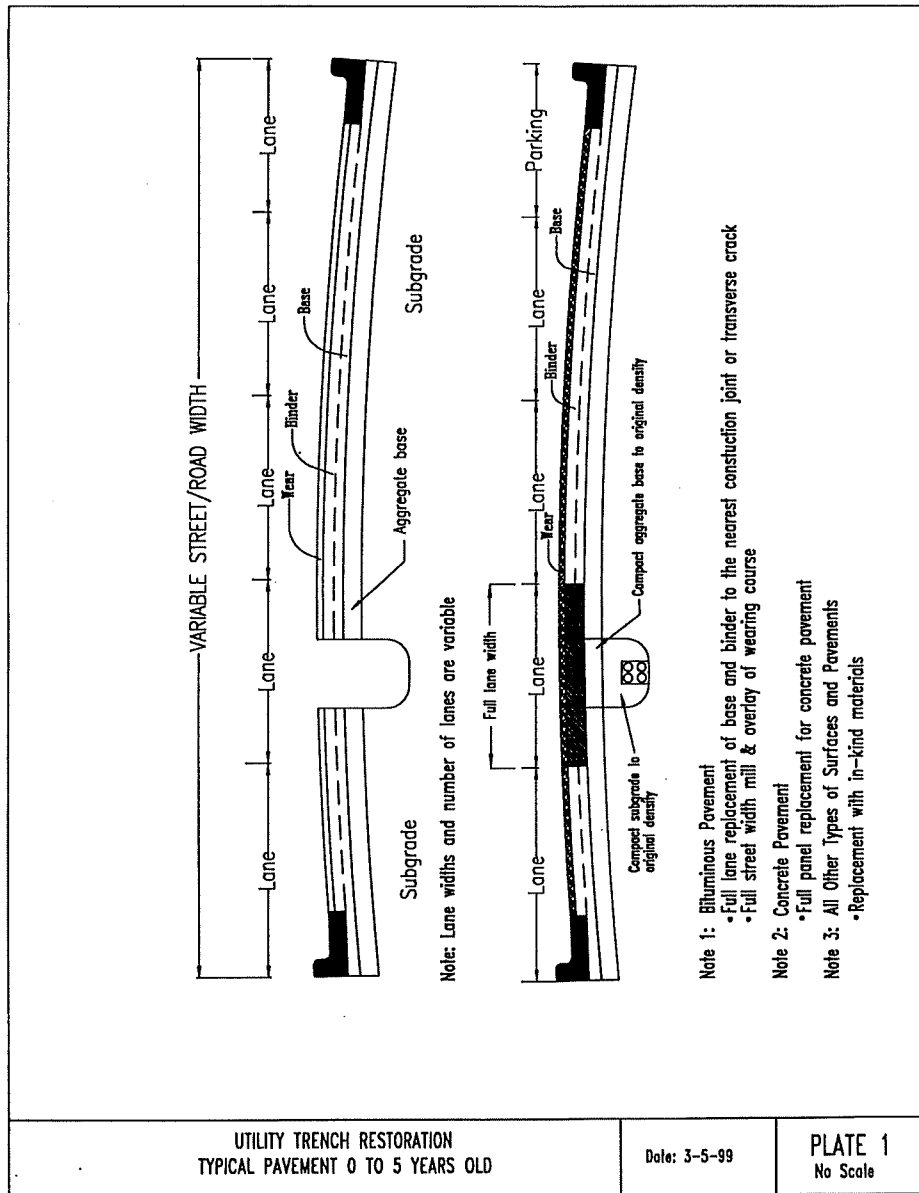 VARIABLE STREET/ROAD WIDTH
Lane
Lane
Lane
Lane
Lane
Wear
Binder
Base
Subgrade
Aggregate base
Subgrade
Note: Lane widths and number of lanes are variable
Full lane width
Lane
Lane
Lane
Lane
Parking
Wear
Binder
Base
Compact subgrade to
original density
Compact aggregate base to original density
Note 1: Bituminous Pavement
•Full lane replacement of base and binder to the nearest constuction joint or transverse crack
•Full street width mill & overlay of wearing course
Note 2: Concrete Pavement
•Full panel replacement for concrete pavement
Note 3: All Other Types of Surfaces and Pavements
•Replacement with in-kind materials
UTILITY TRENCH RESTORATION
TYPICAL PAVEMENT 0 TO 5 YEARS OLD
Date: 3-5-99
PLATE 1
No Scale